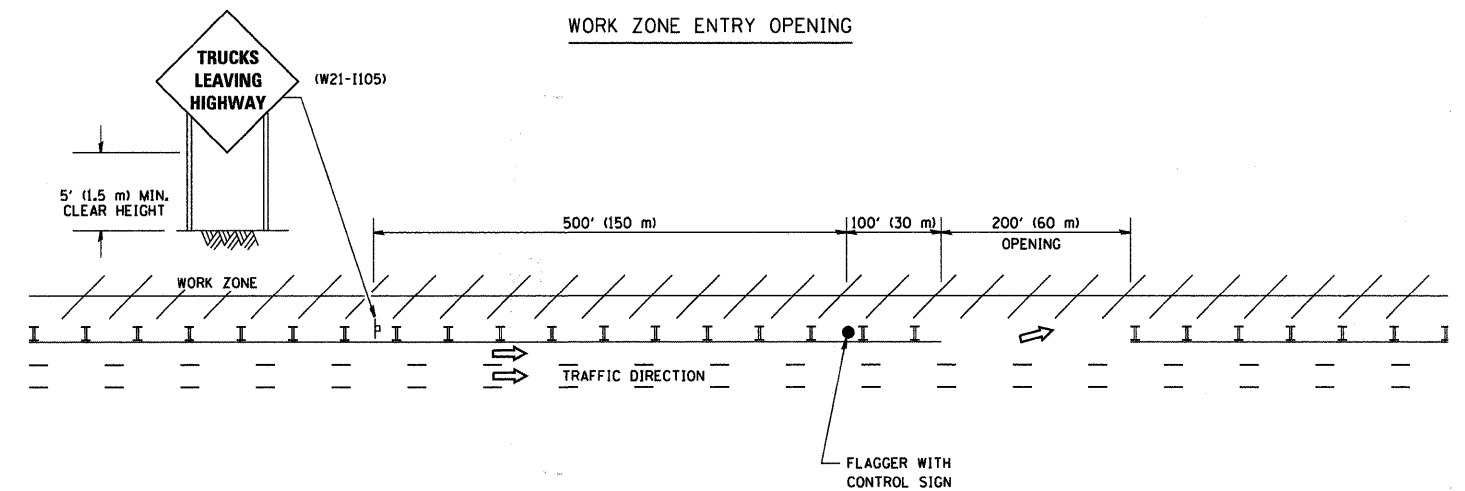 WORK ZONE ENTRY OPENING
TRUCKS
LEAVING
HIGHWAY
(W21-I105)
5' (1.5 m) MIN.
CLEAR HEIGHT
500' (150 m)
100' (30 m)
200' (60 m)
OPENING
WORK ZONE
TRAFFIC DIRECTION
FLAGGER WITH
CONTROL SIGN